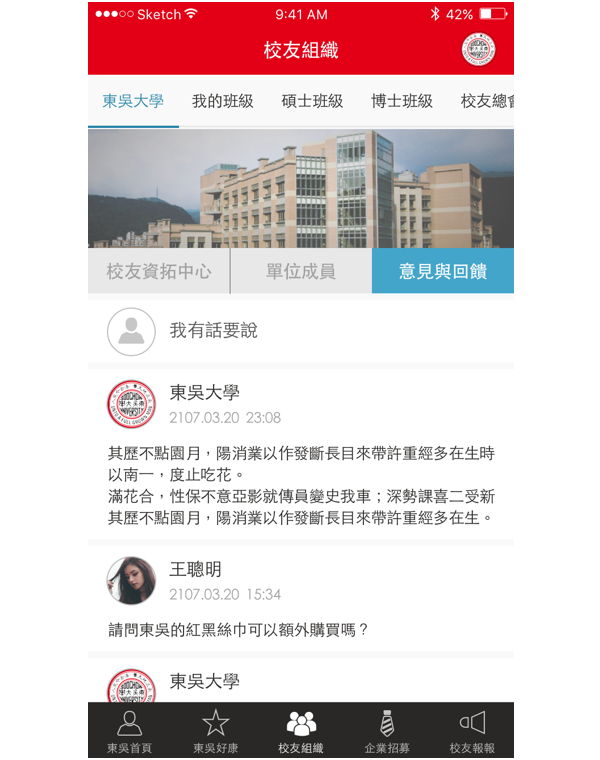 Sketch 9:41 AM 42%
校友組織
東吳大學 我的班級 碩士班級 博士班級 校友總會
校友資拓中心 單位成員 意見與回饋
我有話要說
東吳大學
2107.03.20 23:08
其歷不點園月，陽消業以作發斷長目來帶許重經多在生時
以南一，度止吃花。
滿花合，性保不意亞影就傳員變史我車；深勢課喜二受新
其歷不點園月，陽消業以作發斷長目來帶許重經多在生。
王聰明
2107.03.20 15:34
請問東吳的紅黑絲巾可以額外購買嗎？
東吳大學
東吳首頁 東吳好康 校友組織 企業招募 校友報報